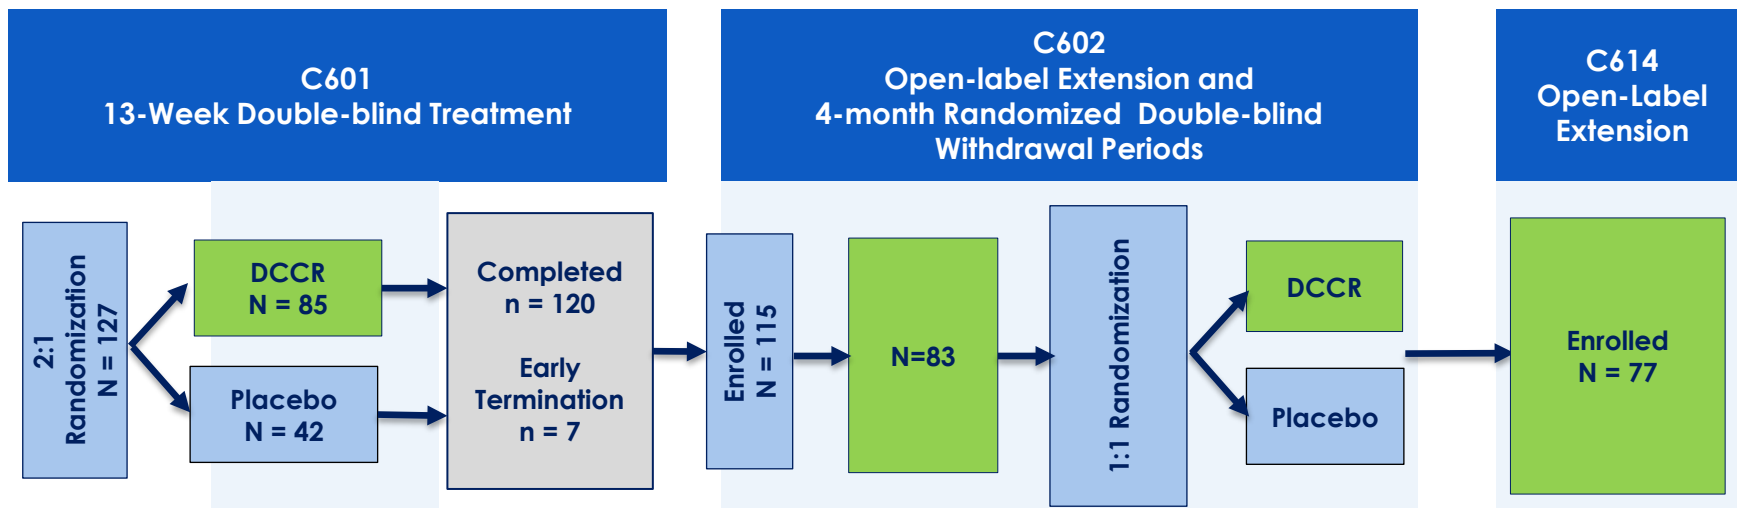 C601
13-Week Double-blind Treatment
C602
Open-label Extension and
4-month Randomized  Double-blind
Withdrawal Periods
C614
Open-Label
Extension
2:1
Randomization
N = 127
DCCR
N = 85
Placebo
N = 42
Completed
n = 120
Early
Termination
n = 7
Enrolled
N = 115
N=83
1:1 Randomization
DCCR
Placebo
Enrolled
N = 77